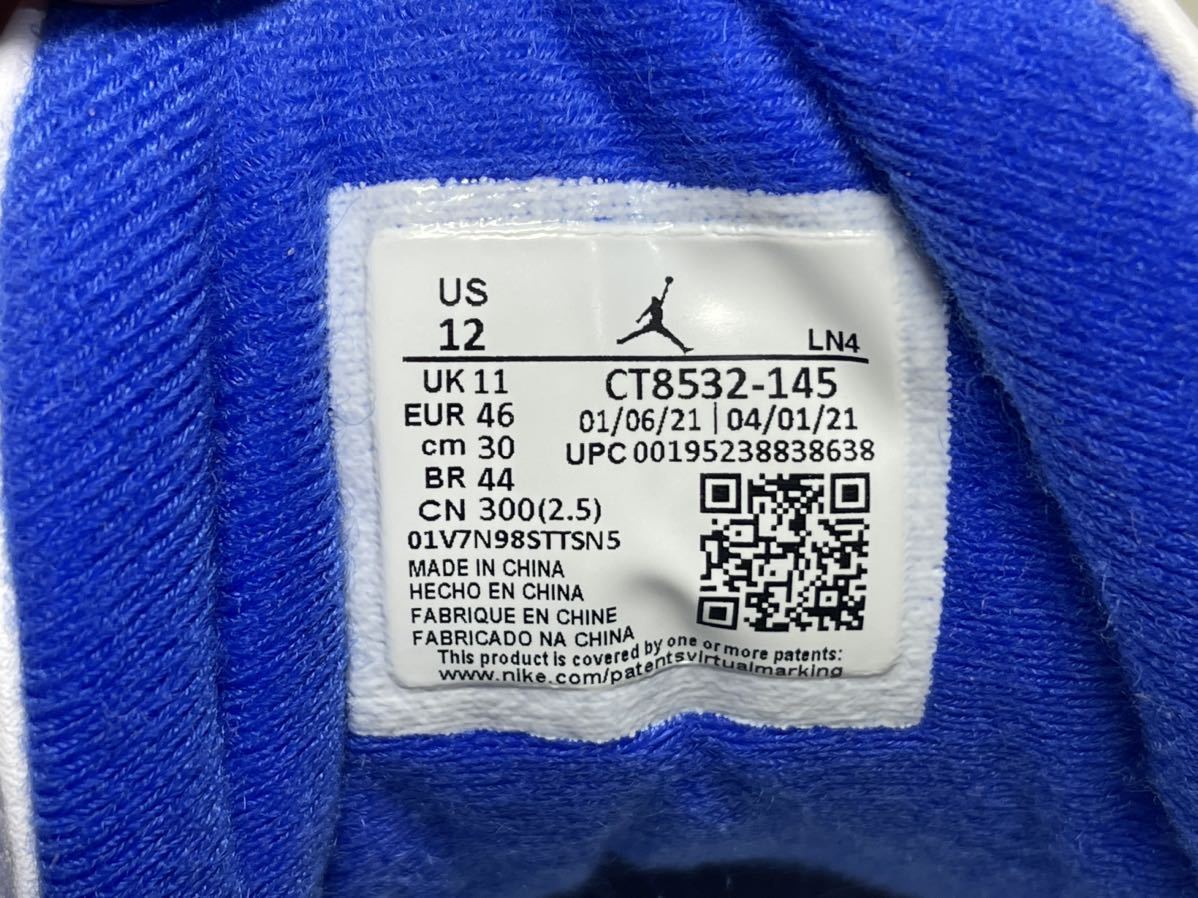 US
12
LN4
UK 11
CT8532-145
EUR 46
01/06/21 | 04/01/21
cm 30
UPC 00195238838638
BR 44
CN 300(2.5)
01V7N98STTSN5
MADE IN CHINA
HECHO EN CHINA
FABRIQUE EN CHINE
FABRICADO NA CHINA
This product is covered by one or more patents:
www.nike.com/patentsvirtualmarking